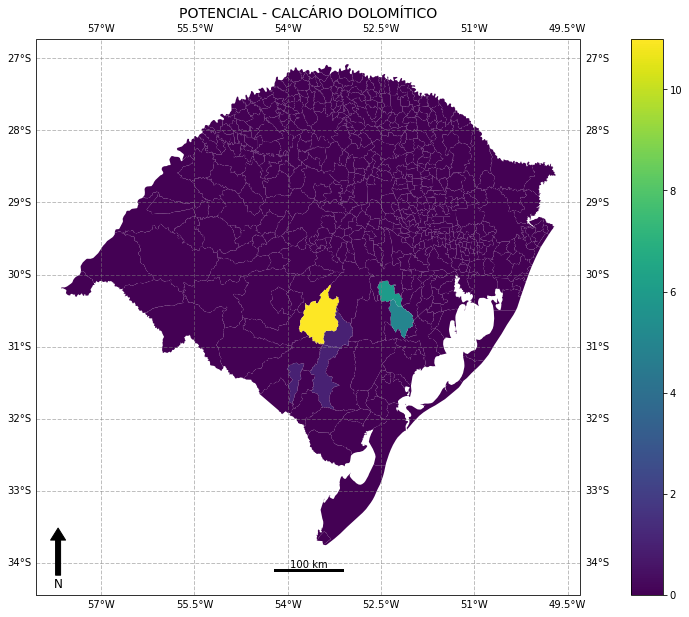 POTENCIAL - CALCÁRIO DOLOMÍTICO
57°W 55.5°W 54°W 52.5°W 51°W 49.5°W
27°S 27°S
10
28°S 28°S
8
29°S 29°S
30°S 30°S
6
31°S 31°S
4
32°S 32°S
2
33°S 33°S
34°S 34°S
100 km
N
0
57°W 55.5°W 54°W 52.5°W 51°W 49.5°W